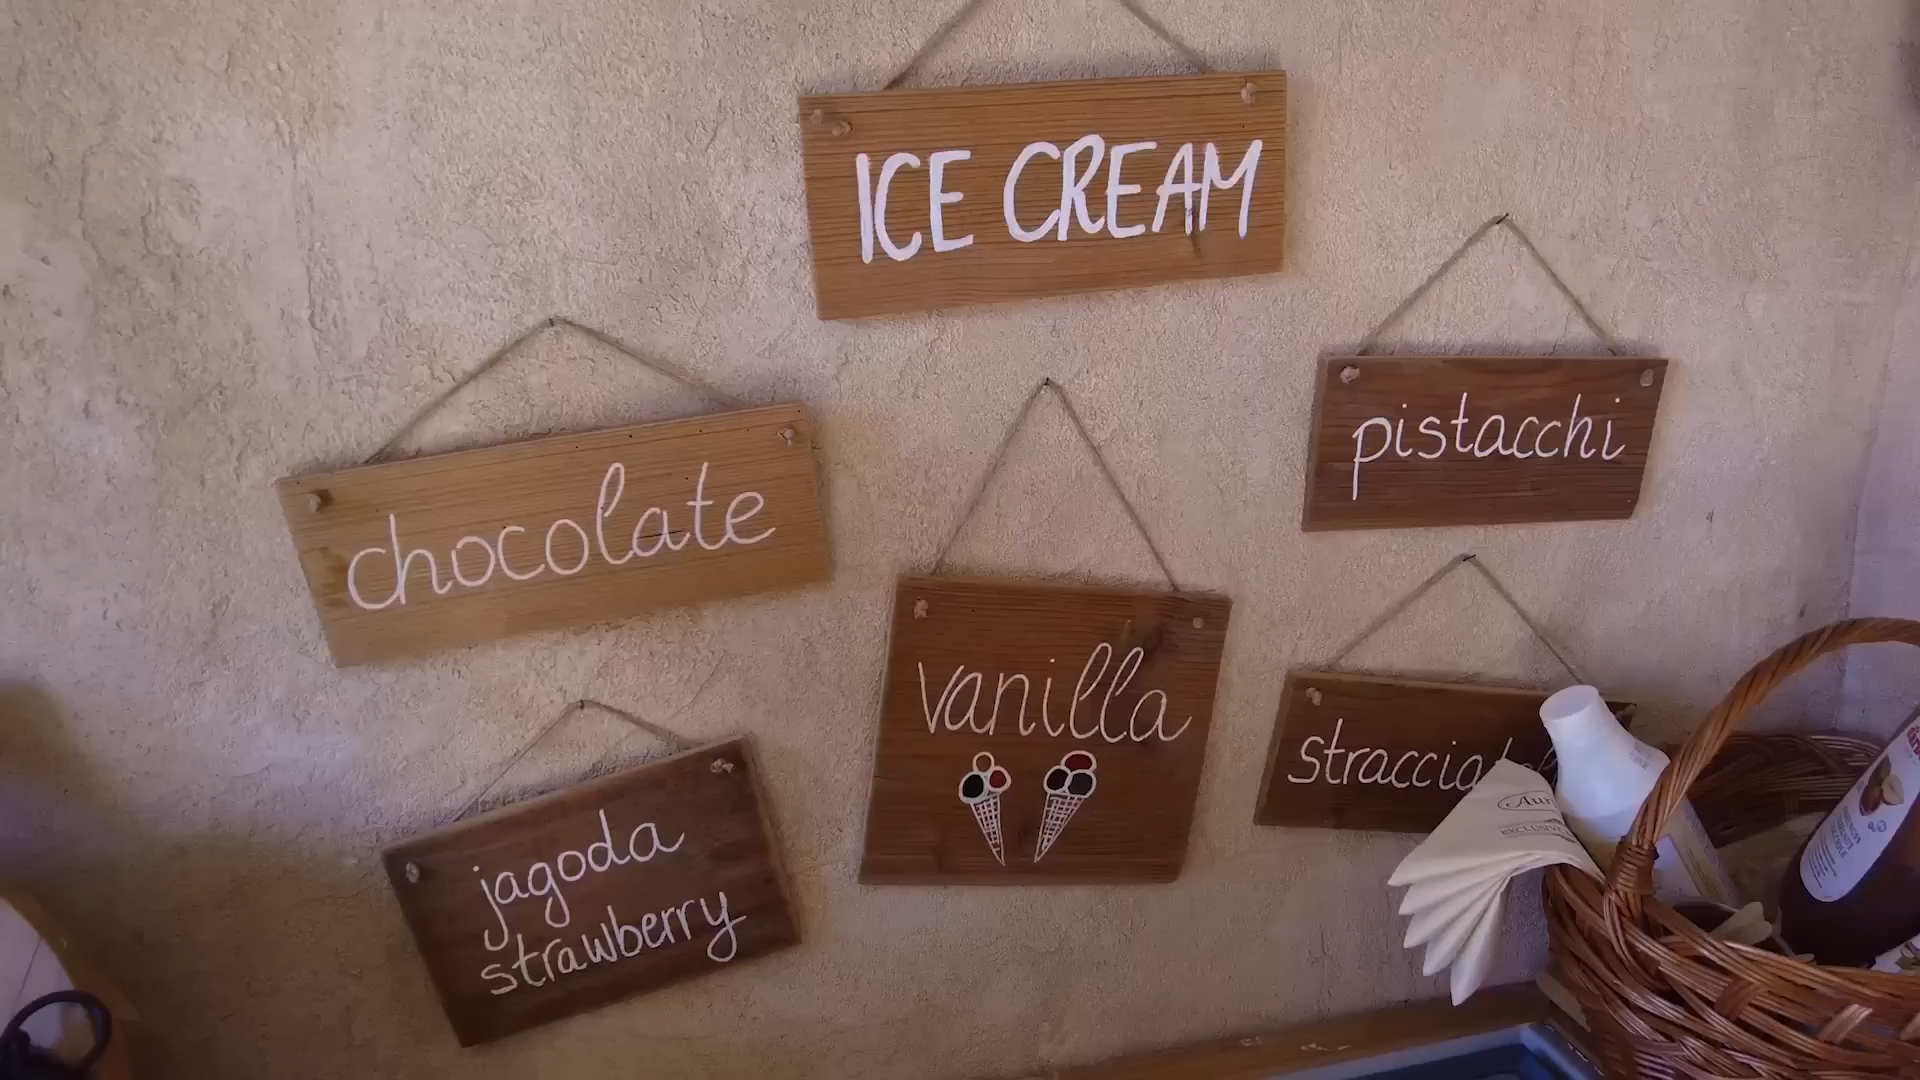 ICE CREAM
pistacchi
chocolate
vanilla
jagoda
strawberry